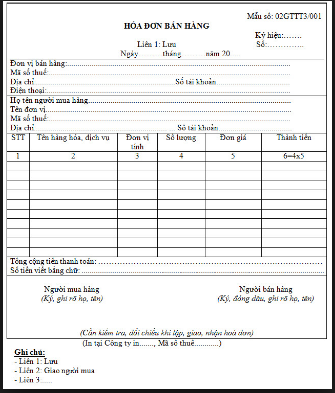 Mẫu số: 02GTTT3/001
HÓA ĐƠN BÁN HÀNG
Ký hiệu:.......
Liên 1: Lưu
Số:...............
Ngày.........tháng..........năm 20.....
Đơn vị bán hàng:
Mã số thuế:
Địa chỉ Số tài khoản
Điện thoại:
Họ tên người mua hàng
Tên đơn vị
Mã số thuế:
Địa chỉ Số tài khoản
STT Tên hàng hóa, dịch vụ Đơn vị tính Số lượng Đơn giá Thành tiền
1 2 3 4 5 6=4x5
Tổng cộng tiền thanh toán:
Số tiền viết bằng chữ:
Người mua hàng Người bán hàng
(Ký, ghi rõ họ, tên) (Ký, đóng dấu, ghi rõ họ, tên)
(Cần kiểm tra, đối chiếu khi lập, giao, nhận hoá đơn)
(In tại Công ty in......., Mã số thuế............)
Ghi chú:
- Liên 1: Lưu
- Liên 2: Giao người mua
- Liên 3......